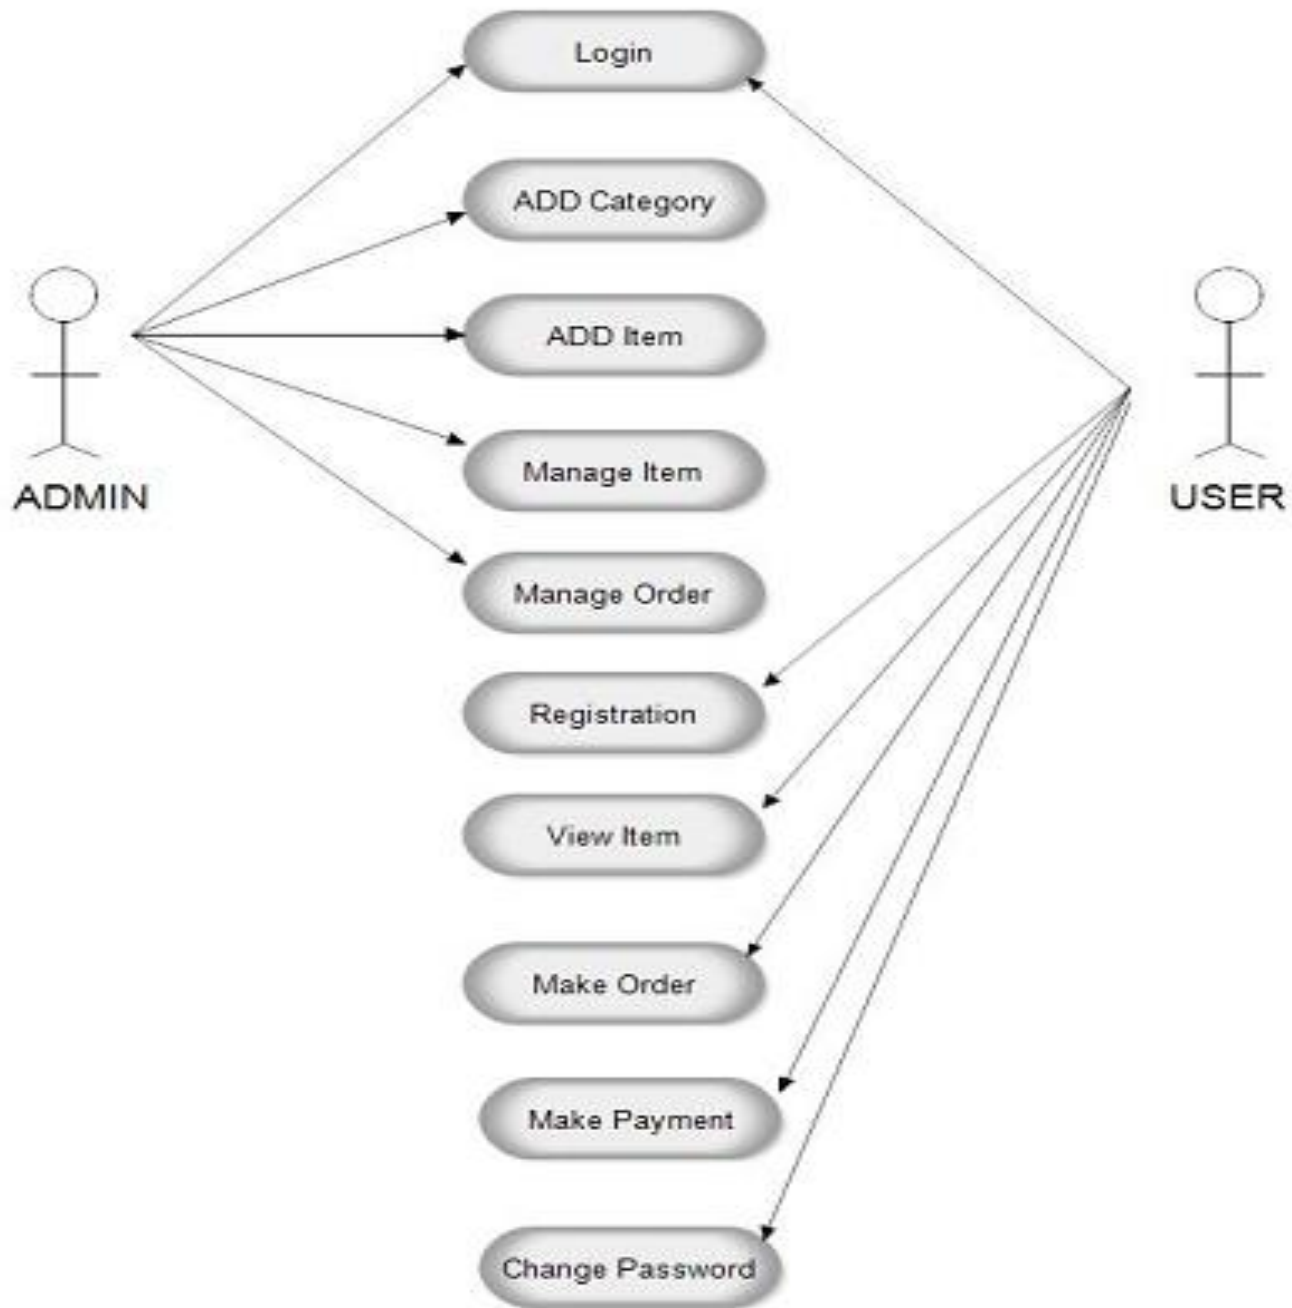 Login
ADD Category
ADD Item
Manage Item
ADMIN
USER
Manage Order
Registration
View Item
Make Order
Make Payment
Change Password